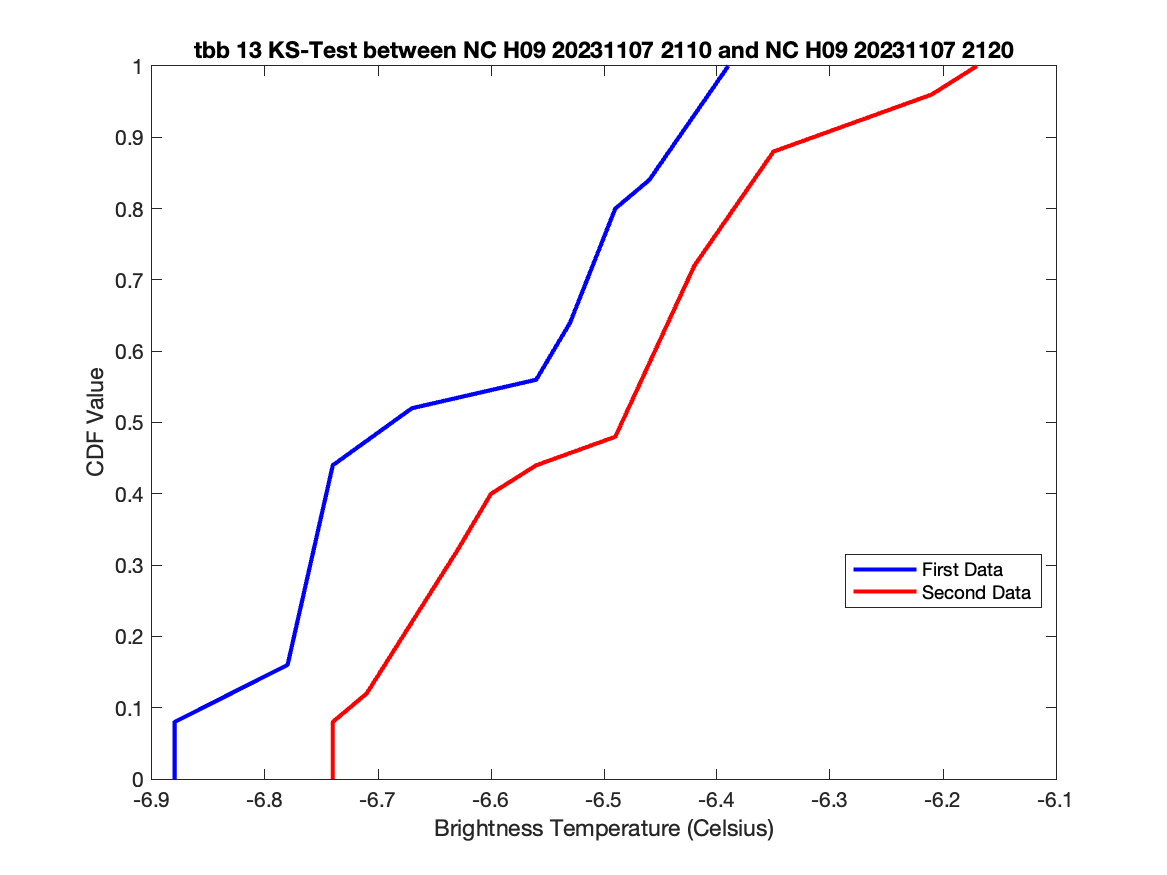 tbb 13 KS-Test between NC H09 20231107 2110 and NC H09 20231107 2120
1
0.9
0.8
0.7
0.6
0.5
0.4
0.3
0.2
0.1
0
CDF Value
First Data
Second Data
-6.9 -6.8 -6.7 -6.6 -6.5 -6.4 -6.3 -6.2 -6.1
Brightness Temperature (Celsius)